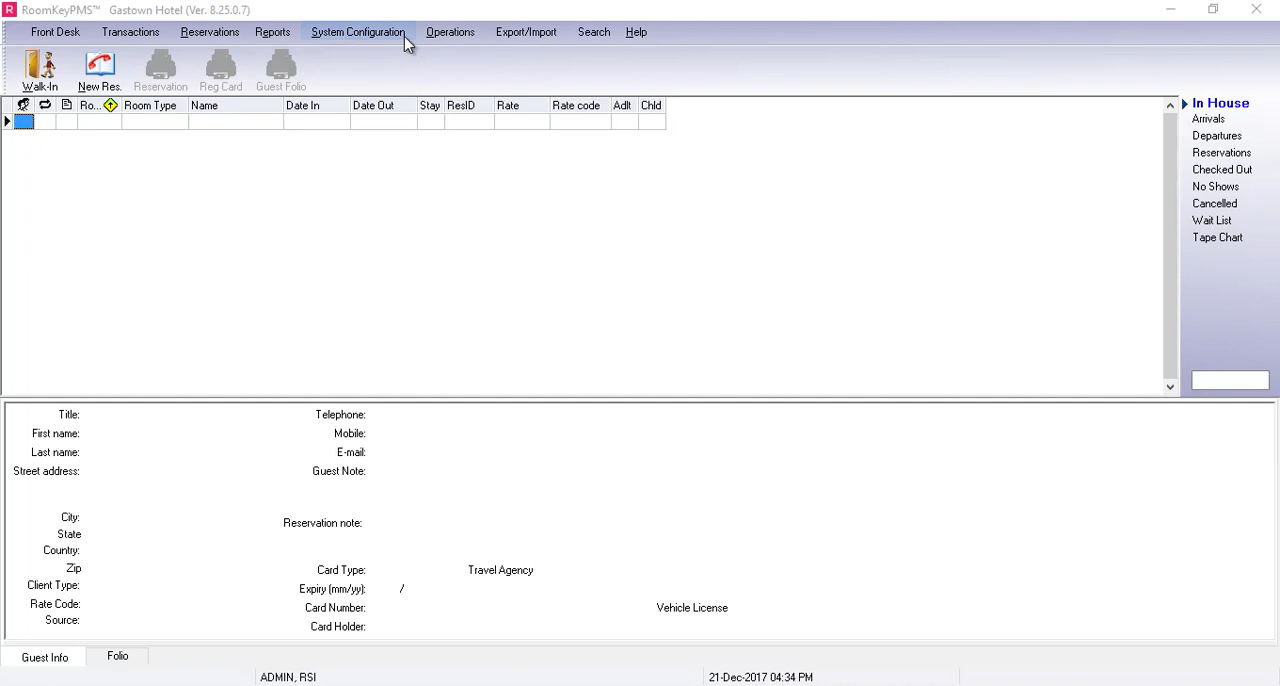 R RoomKeyPMS™ Gastown Hotel (Ver. 8.25.0.7)
Front Desk Transactions Reservations Reports System Configuration Operations Export/Import Search Help
Walk-In New Res. Reservation Reg Card Guest Folio
Ro... Room Type Name Date In Date Out Stay ResID Rate Rate code Adlt Chld
In House
Arrivals
Departures
Reservations
Checked Out
No Shows
Cancelled
Wait List
Tape Chart
Title: Telephone:
First name: Mobile:
Last name: E-mail:
Street address: Guest Note:
City: Reservation note:
State
Country:
Zip Card Type: Travel Agency
Client Type: Expiry (mm/yy): /
Rate Code: Card Number: Vehicle License
Source: Card Holder:
Guest Info Folio
ADMIN, RSI 21-Dec-2017 04:34 PM